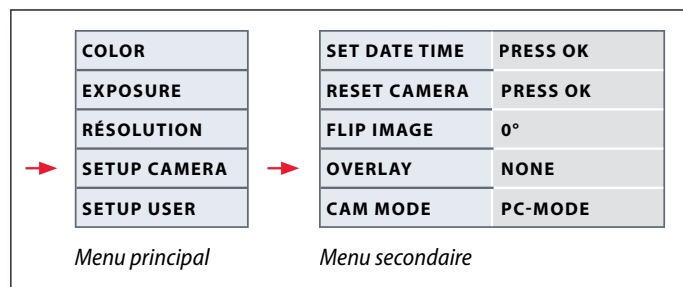 COLOR
EXPOSURE
RÉSOLUTION
SETUP CAMERA
SETUP USER
Menu principal
SET DATE TIME PRESS OK
RESET CAMERA PRESS OK
FLIP IMAGE 0°
OVERLAY NONE
CAM MODE PC-MODE
Menu secondaire